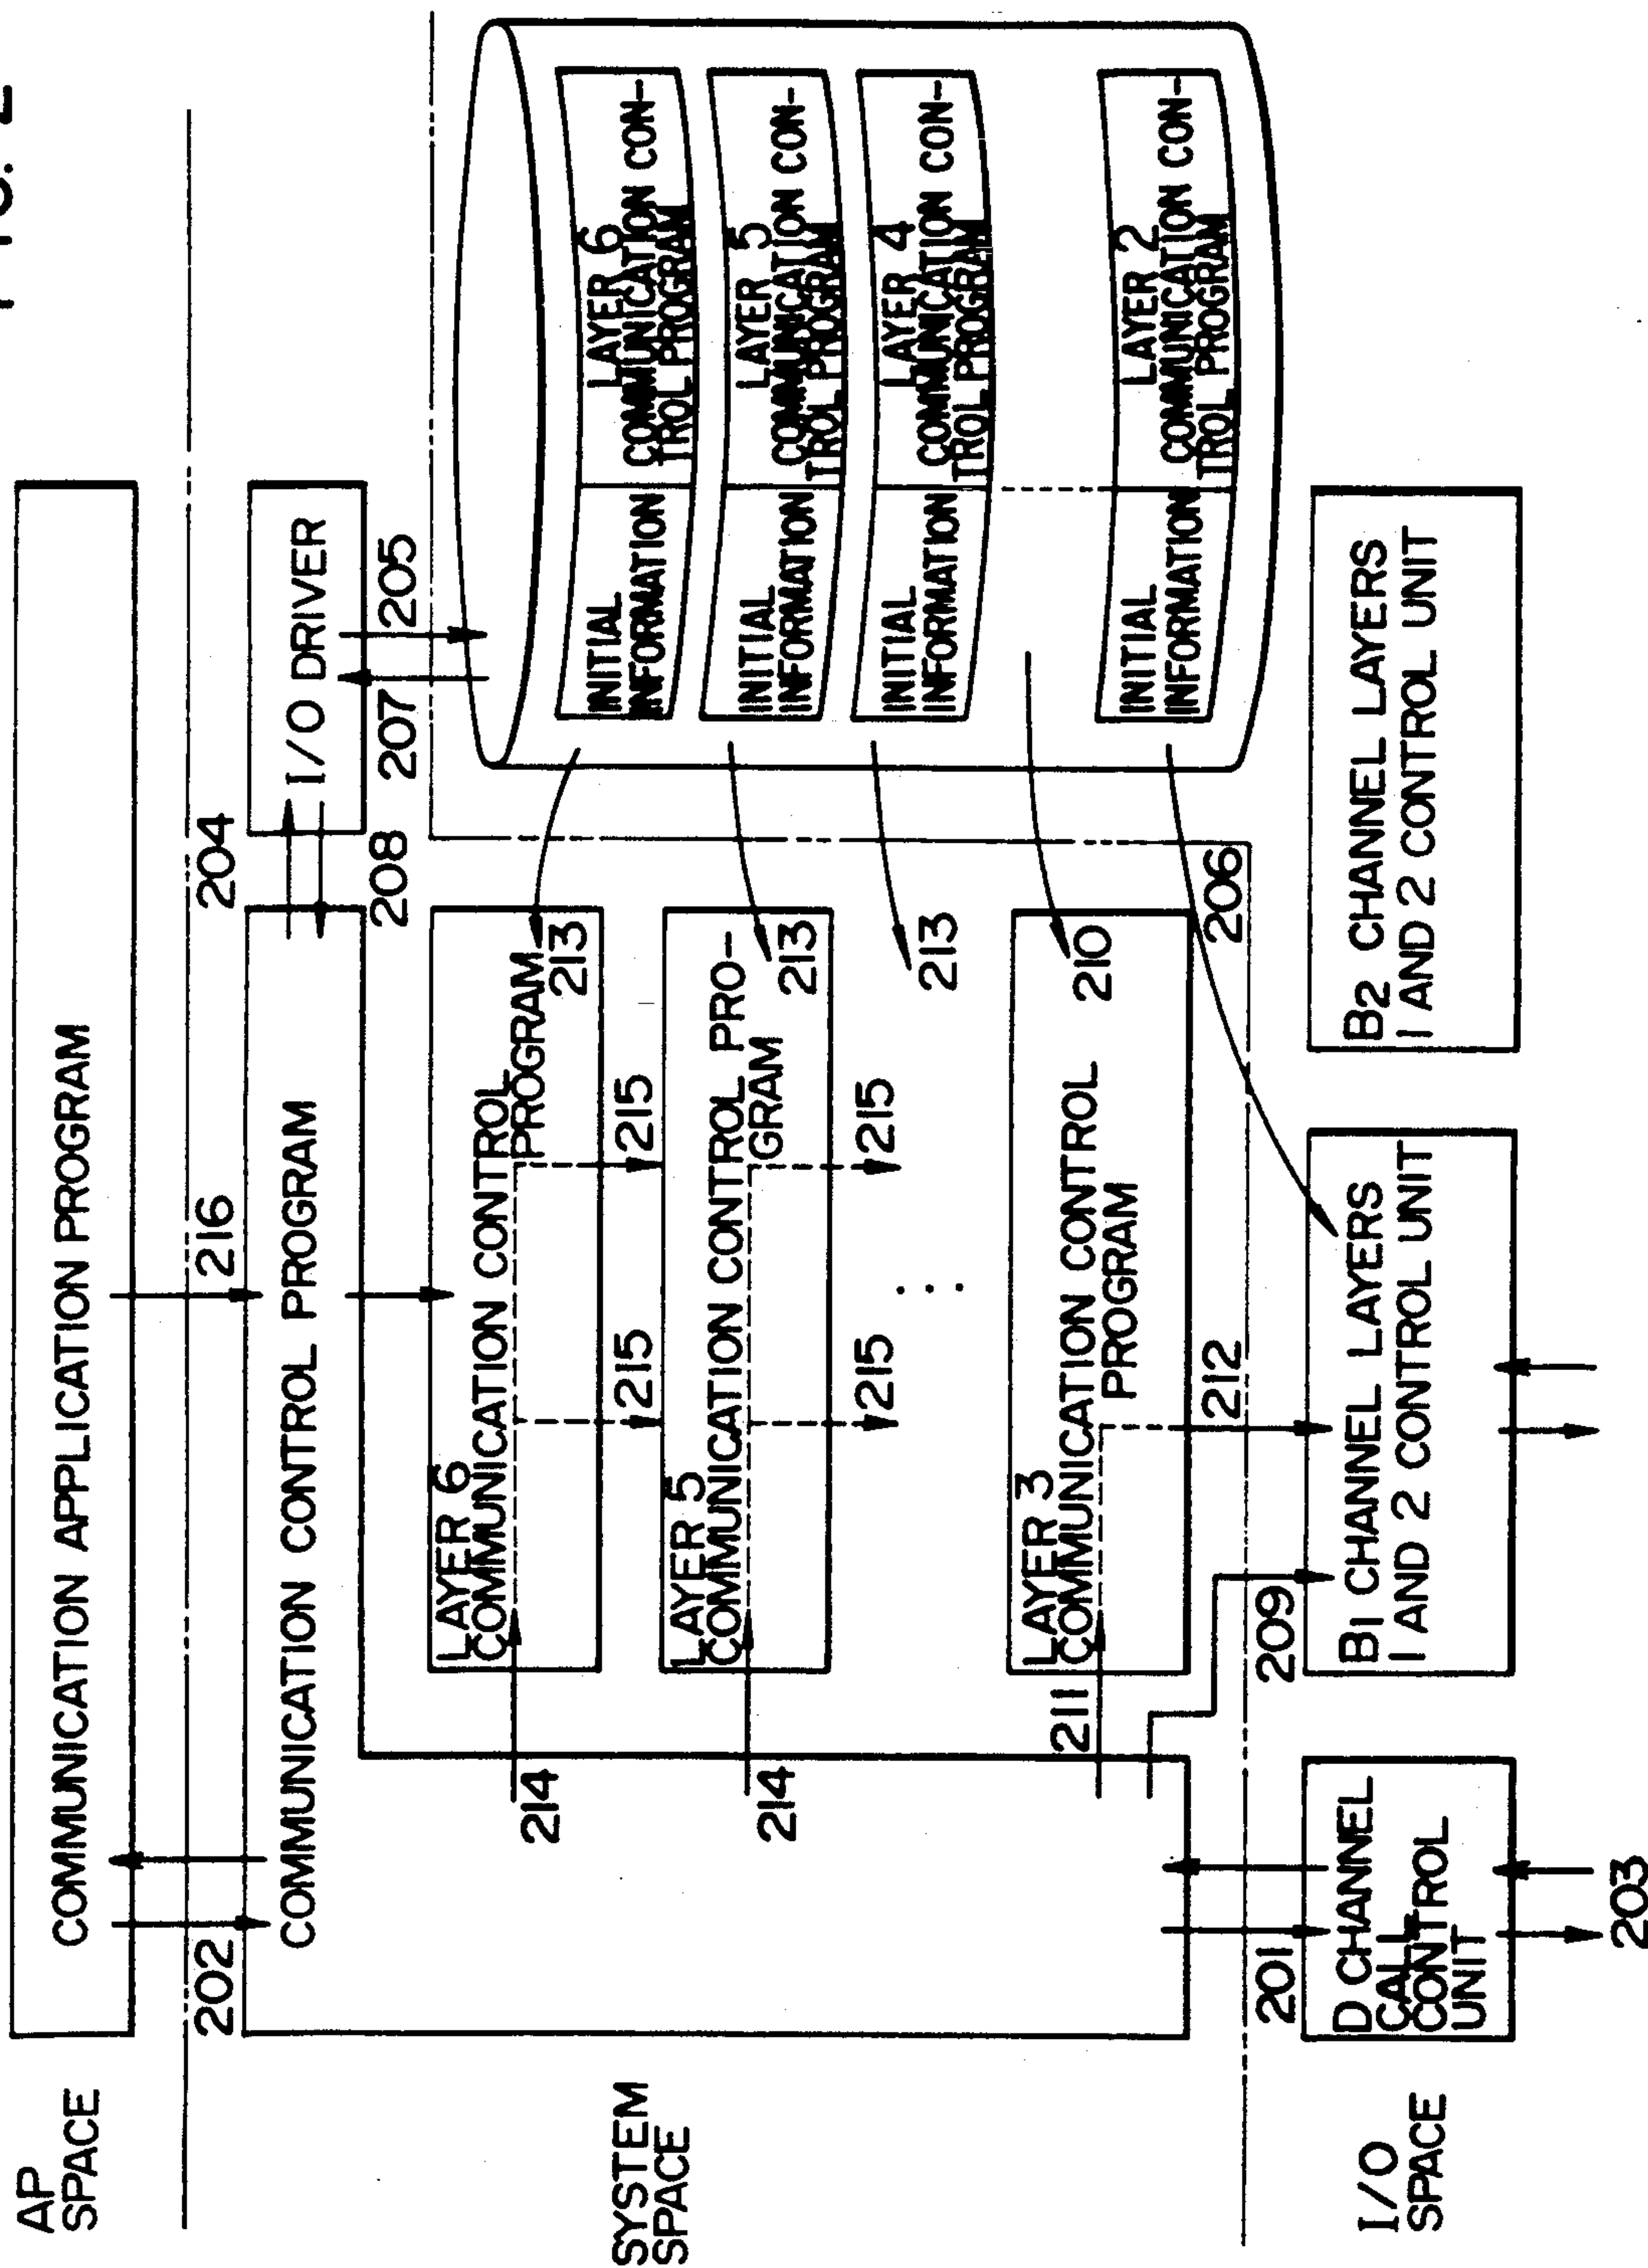 FIG. 2
AP
SPACE
COMMUNICATION APPLICATION PROGRAM
202
216
204
SYSTEM
SPACE
COMMUNICATION CONTROL PROGRAM
I/O DRIVER
208
207
205
LAYER 6
COMMUNICATION CONTROL
PROGRAM
213
214
215
215
LAYER 5
COMMUNICATION CONTROL PRO-
GRAM
213
214
215
215
213
LAYER 3
COMMUNICATION CONTROL
PROGRAM
210
211
212
206
INITIAL
INFORMATION
LAYER 6
COMMUNICATION CON-
TROL PROGRAM
INITIAL
INFORMATION
LAYER 5
COMMUNICATION CON-
TROL PROGRAM
INITIAL
INFORMATION
LAYER 4
COMMUNICATION CON-
TROL PROGRAM
INITIAL
INFORMATION
LAYER 2
COMMUNICATION CON-
TROL PROGRAM
I/O
SPACE
201
209
D CHANNEL
CALL
CONTROL
UNIT
203
B1 CHANNEL LAYERS
1 AND 2 CONTROL UNIT
B2 CHANNEL LAYERS
1 AND 2 CONTROL UNIT